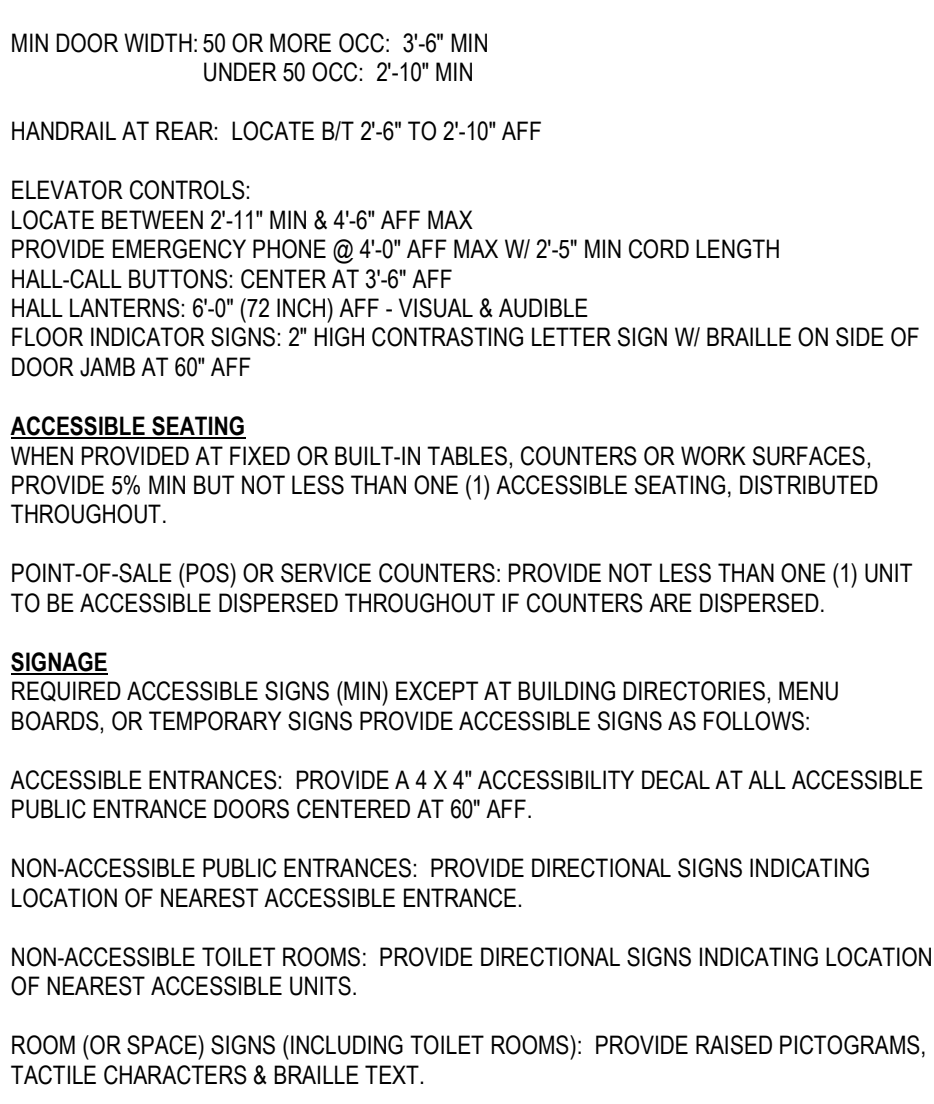 MIN DOOR WIDTH: 50 OR MORE OCC: 3'-6" MIN
UNDER 50 OCC: 2'-10" MIN
HANDRAIL AT REAR: LOCATE B/T 2'-6" TO 2'-10" AFF
ELEVATOR CONTROLS:
LOCATE BETWEEN 2'-11" MIN & 4'-6" AFF MAX
PROVIDE EMERGENCY PHONE @ 4'-0" AFF MAX W/ 2'-5" MIN CORD LENGTH
HALL-CALL BUTTONS: CENTER AT 3'-6" AFF
HALL LANTERNS: 6'-0" (72 INCH) AFF - VISUAL & AUDIBLE
FLOOR INDICATOR SIGNS: 2" HIGH CONTRASTING LETTER SIGN W/ BRAILLE ON SIDE OF
DOOR JAMB AT 60" AFF
ACCESSIBLE SEATING
WHEN PROVIDED AT FIXED OR BUILT-IN TABLES, COUNTERS OR WORK SURFACES,
PROVIDE 5% MIN BUT NOT LESS THAN ONE (1) ACCESSIBLE SEATING, DISTRIBUTED
THROUGHOUT.
POINT-OF-SALE (POS) OR SERVICE COUNTERS: PROVIDE NOT LESS THAN ONE (1) UNIT
TO BE ACCESSIBLE DISPERSED THROUGHOUT IF COUNTERS ARE DISPERSED.
SIGNAGE
REQUIRED ACCESSIBLE SIGNS (MIN) EXCEPT AT BUILDING DIRECTORIES, MENU
BOARDS, OR TEMPORARY SIGNS PROVIDE ACCESSIBLE SIGNS AS FOLLOWS:
ACCESSIBLE ENTRANCES: PROVIDE A 4 X 4" ACCESSIBILITY DECAL AT ALL ACCESSIBLE
PUBLIC ENTRANCE DOORS CENTERED AT 60" AFF.
NON-ACCESSIBLE PUBLIC ENTRANCES: PROVIDE DIRECTIONAL SIGNS INDICATING
LOCATION OF NEAREST ACCESSIBLE ENTRANCE.
NON-ACCESSIBLE TOILET ROOMS: PROVIDE DIRECTIONAL SIGNS INDICATING LOCATION
OF NEAREST ACCESSIBLE UNITS.
ROOM (OR SPACE) SIGNS (INCLUDING TOILET ROOMS): PROVIDE RAISED PICTOGRAMS,
TACTILE CHARACTERS & BRAILLE TEXT.